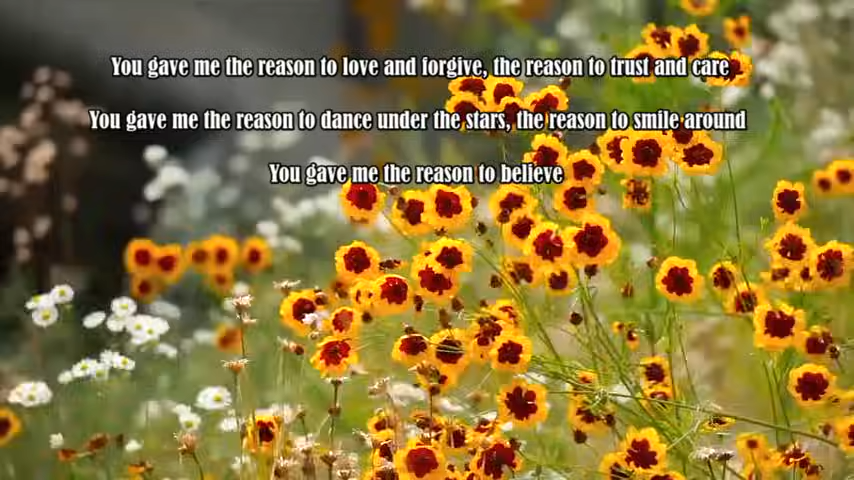 You gave me the reason to love and forgive, the reason to trust and care
You gave me the reason to dance under the stars, the reason to smile around
You gave me the reason to believe